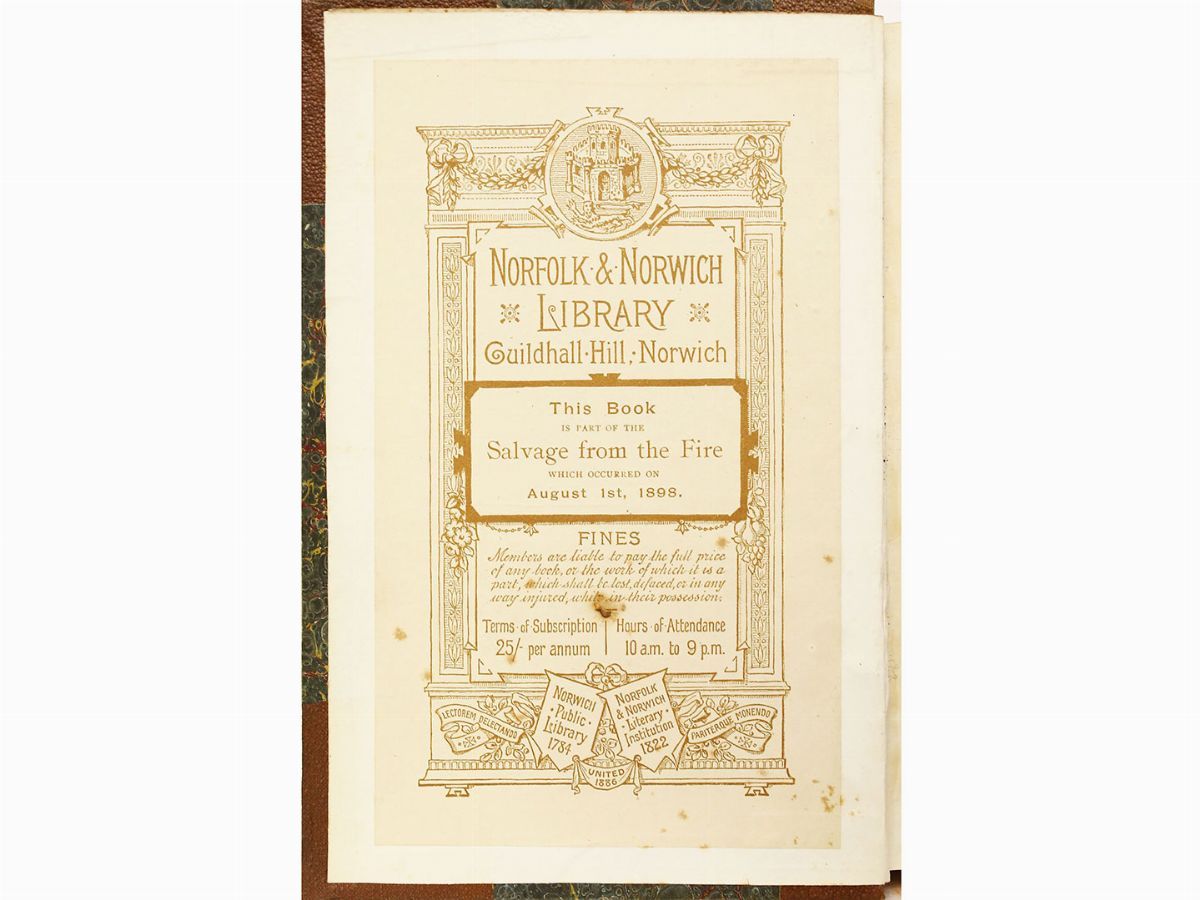 NORFOLK · & · NORWICH
LIBRARY
Guildhall · Hill, · Norwich
This Book
IS PART OF THE
Salvage from the Fire
WHICH OCCURRED ON
August 1st, 1898.
FINES
Members are liable to pay the full price
of any book, or the work of which it is a
part, which shall be lost, defaced, or in any
way injured, while in their possession.
Terms · of Subscription
25/- per annum
Hours · of Attendance
10 a.m. to 9 p.m.
LECTOREM DELECTANDO
NORWICH
· Public ·
Library
1784
NORFOLK
& NORWICH
· Literary ·
Institution
1822
PARITERQUE MONENDO
UNITED
1886